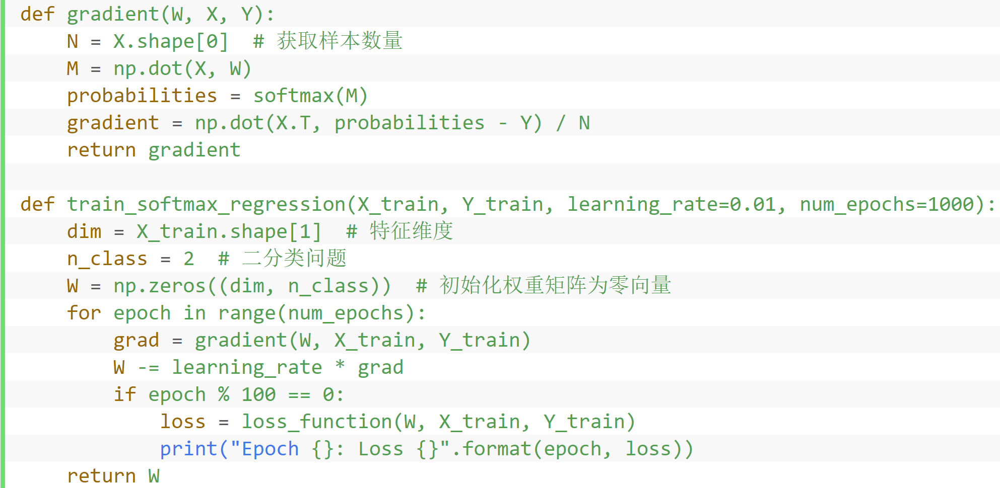 def gradient(W, X, Y):
    N = X.shape[0]  # 获取样本数量
    M = np.dot(X, W)
    probabilities = softmax(M)
    gradient = np.dot(X.T, probabilities - Y) / N
    return gradient

def train_softmax_regression(X_train, Y_train, learning_rate=0.01, num_epochs=1000):
    dim = X_train.shape[1]  # 特征维度
    n_class = 2  # 二分类问题
    W = np.zeros((dim, n_class))  # 初始化权重矩阵为零向量
    for epoch in range(num_epochs):
        grad = gradient(W, X_train, Y_train)
        W -= learning_rate * grad
        if epoch % 100 == 0:
            loss = loss_function(W, X_train, Y_train)
            print("Epoch {}: Loss {}".format(epoch, loss))
    return W